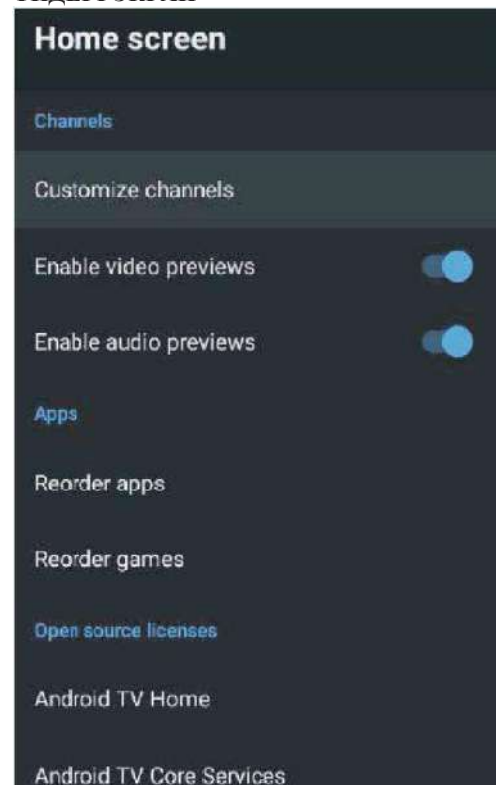 Home screen
Channels
Customize channels
Enable video previews
Enable audio previews
Apps
Reorder apps
Reorder games
Open source licenses
Android TV Home
Android TV Core Services